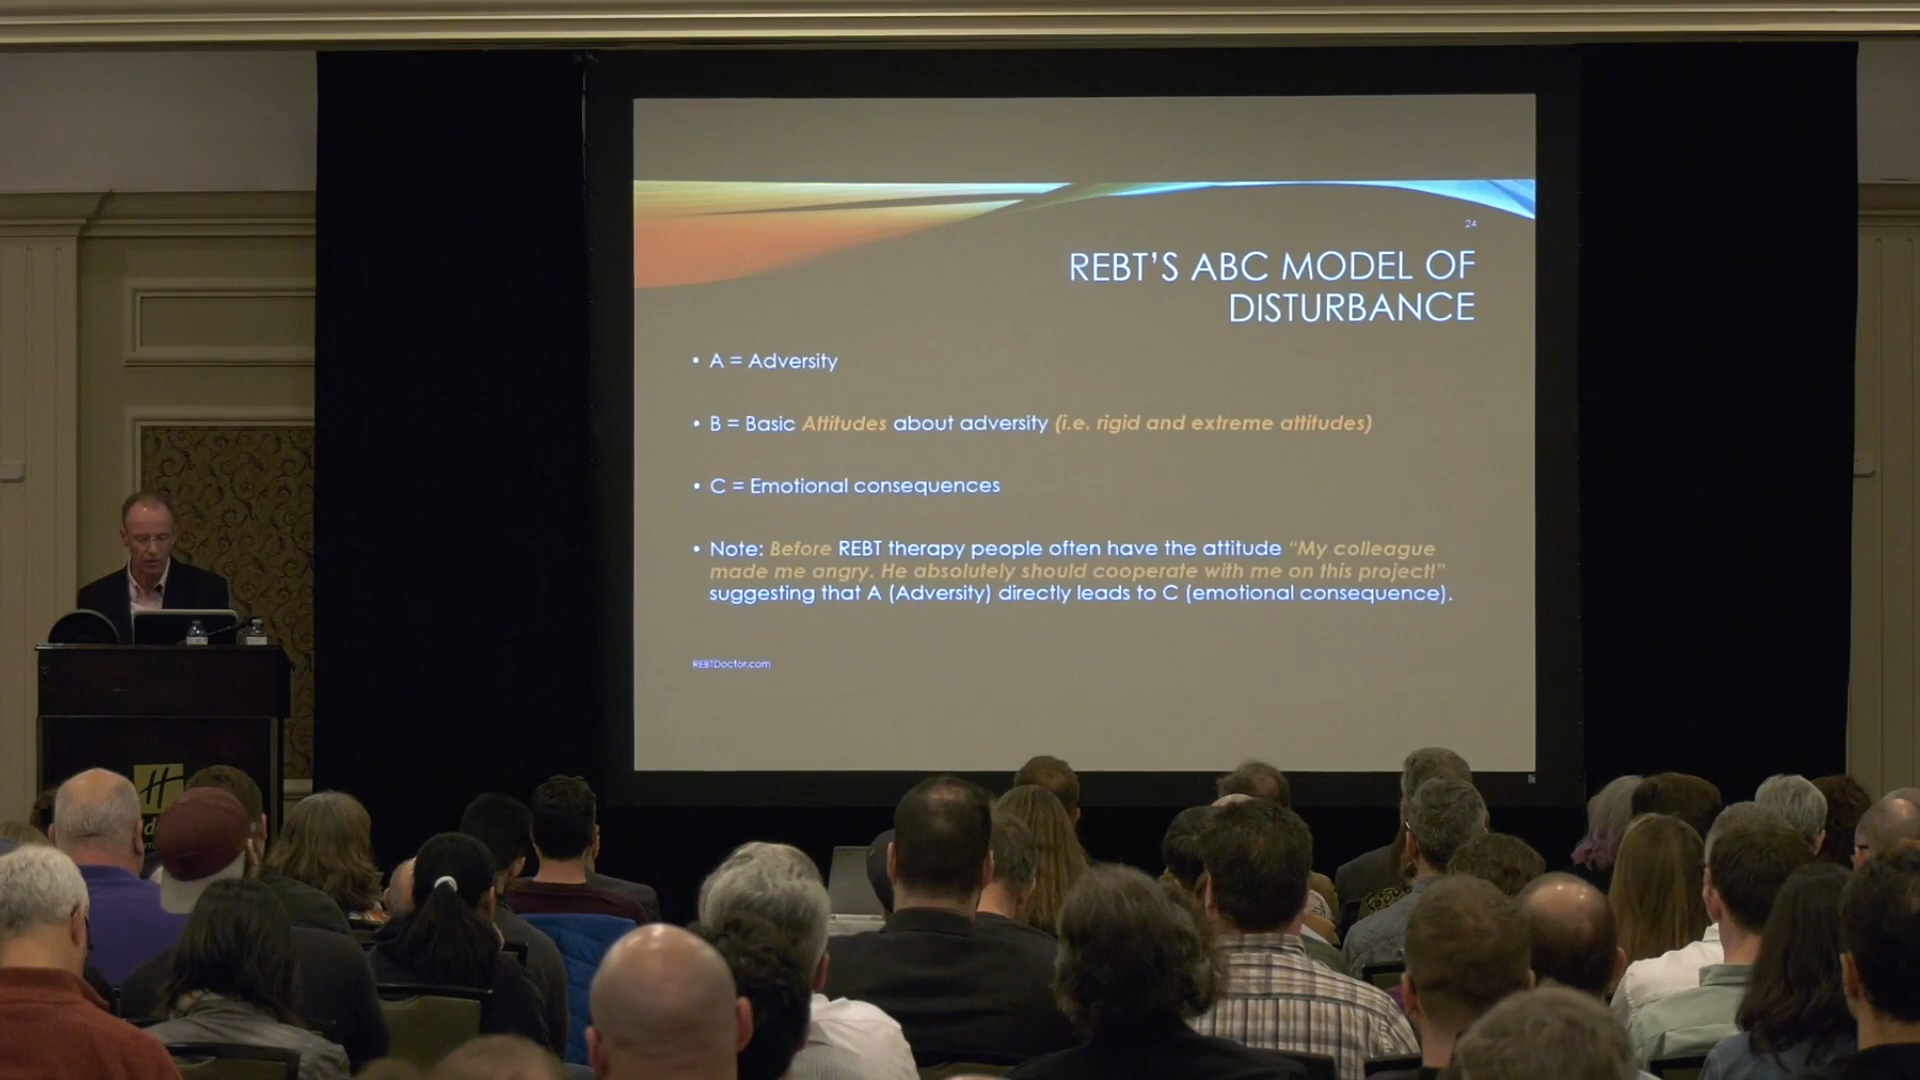 24
REBT'S ABC MODEL OF
DISTURBANCE
• A = Adversity
• B = Basic Attitudes about adversity (i.e. rigid and extreme attitudes)
• C = Emotional consequences
• Note: Before REBT therapy people often have the attitude “My colleague
made me angry. He absolutely should cooperate with me on this project!”
suggesting that A (Adversity) directly leads to C (emotional consequence).
REBTDoctor.com
H